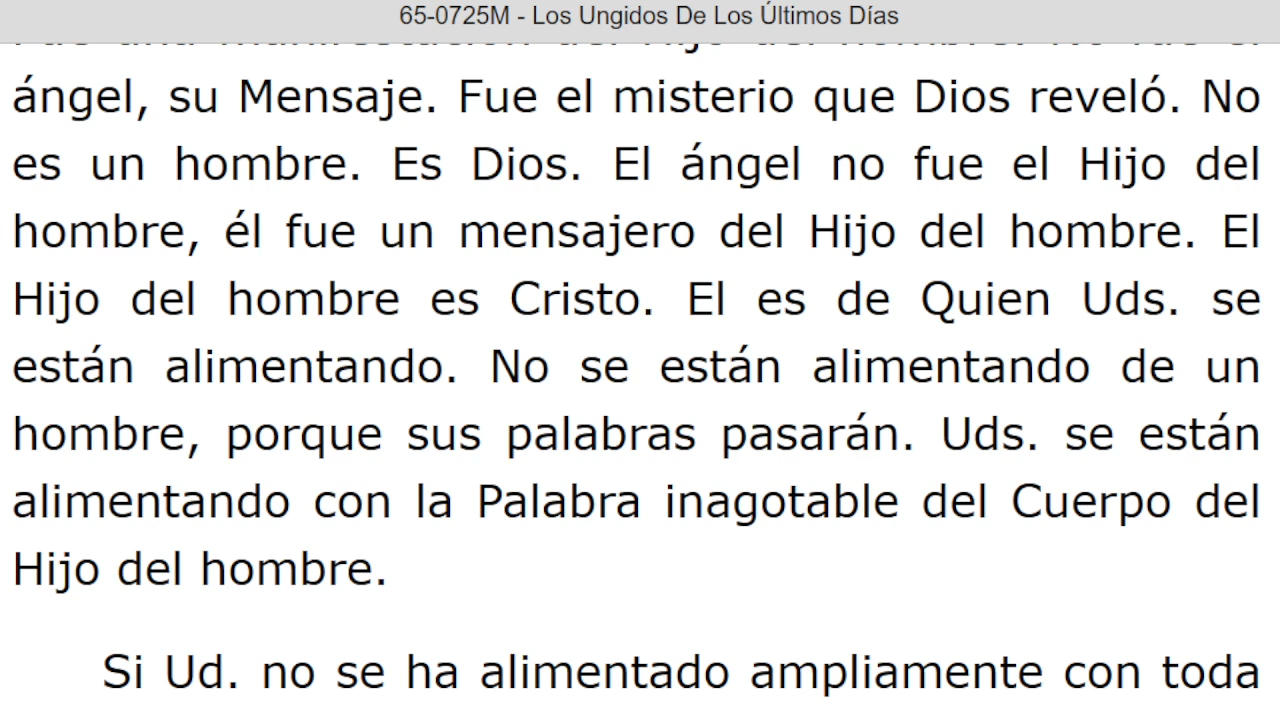 65-0725M - Los Ungidos De Los Últimos Días
ángel, su Mensaje. Fue el misterio que Dios reveló. No
es un hombre. Es Dios. El ángel no fue el Hijo del
hombre, él fue un mensajero del Hijo del hombre. El
Hijo del hombre es Cristo. El es de Quien Uds. se
están alimentando. No se están alimentando de un
hombre, porque sus palabras pasarán. Uds. se están
alimentando con la Palabra inagotable del Cuerpo del
Hijo del hombre.
Si Ud. no se ha alimentado ampliamente con toda